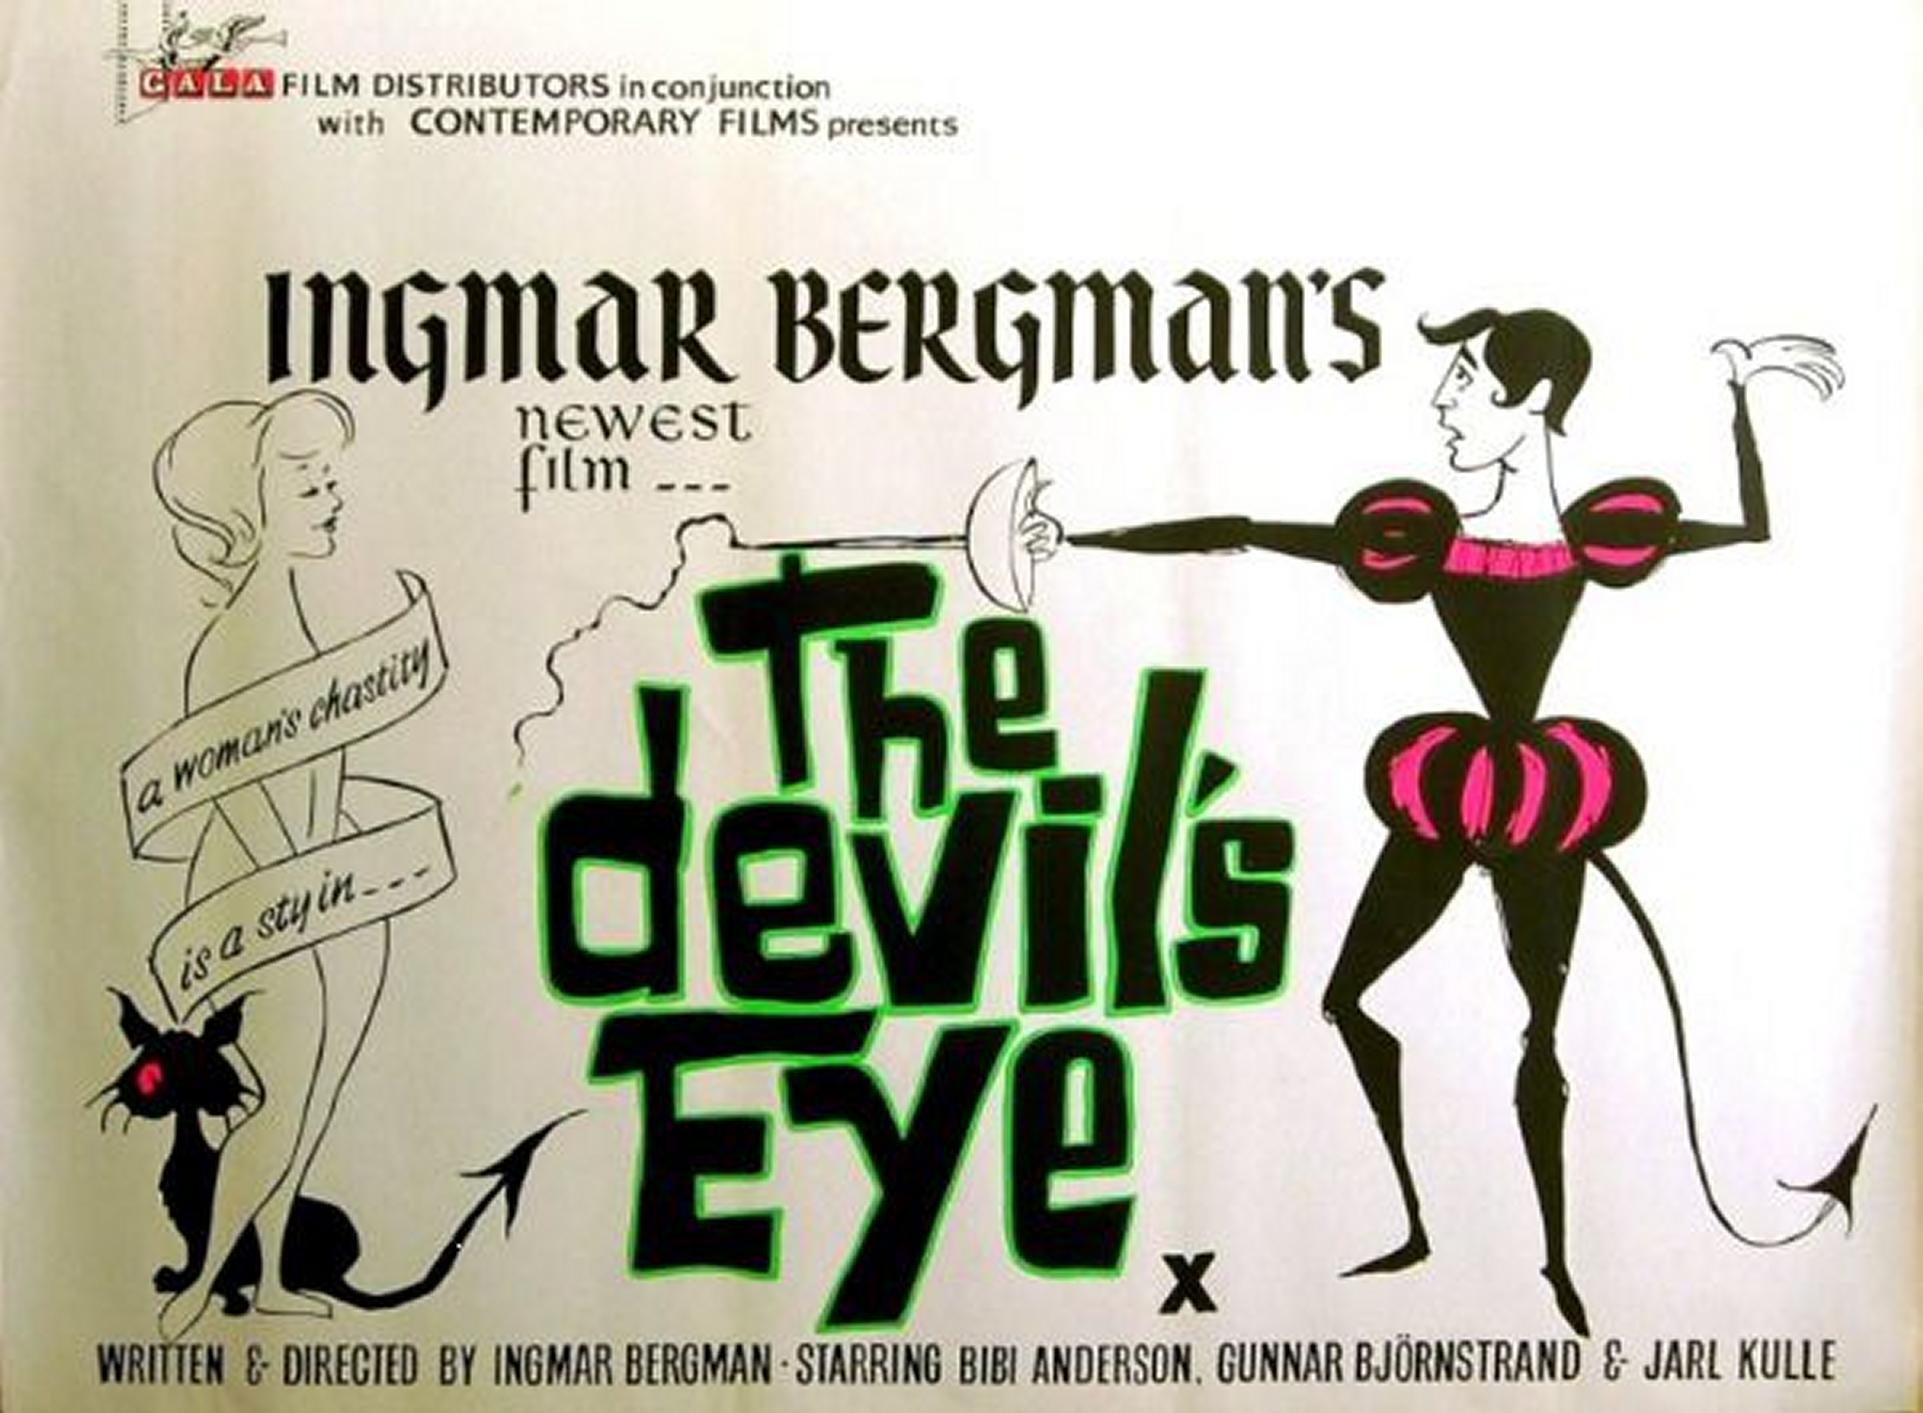 GALA FILM DISTRIBUTORS in conjunction
with CONTEMPORARY FILMS presents
INGMAR BERGMAN'S
newest
film ---
a woman's chastity
is a sty in ---
The
devil's
Eye
X
WRITTEN & DIRECTED BY INGMAR BERGMAN · STARRING BIBI ANDERSON, GUNNAR BJÖRNSTRAND & JARL KULLE